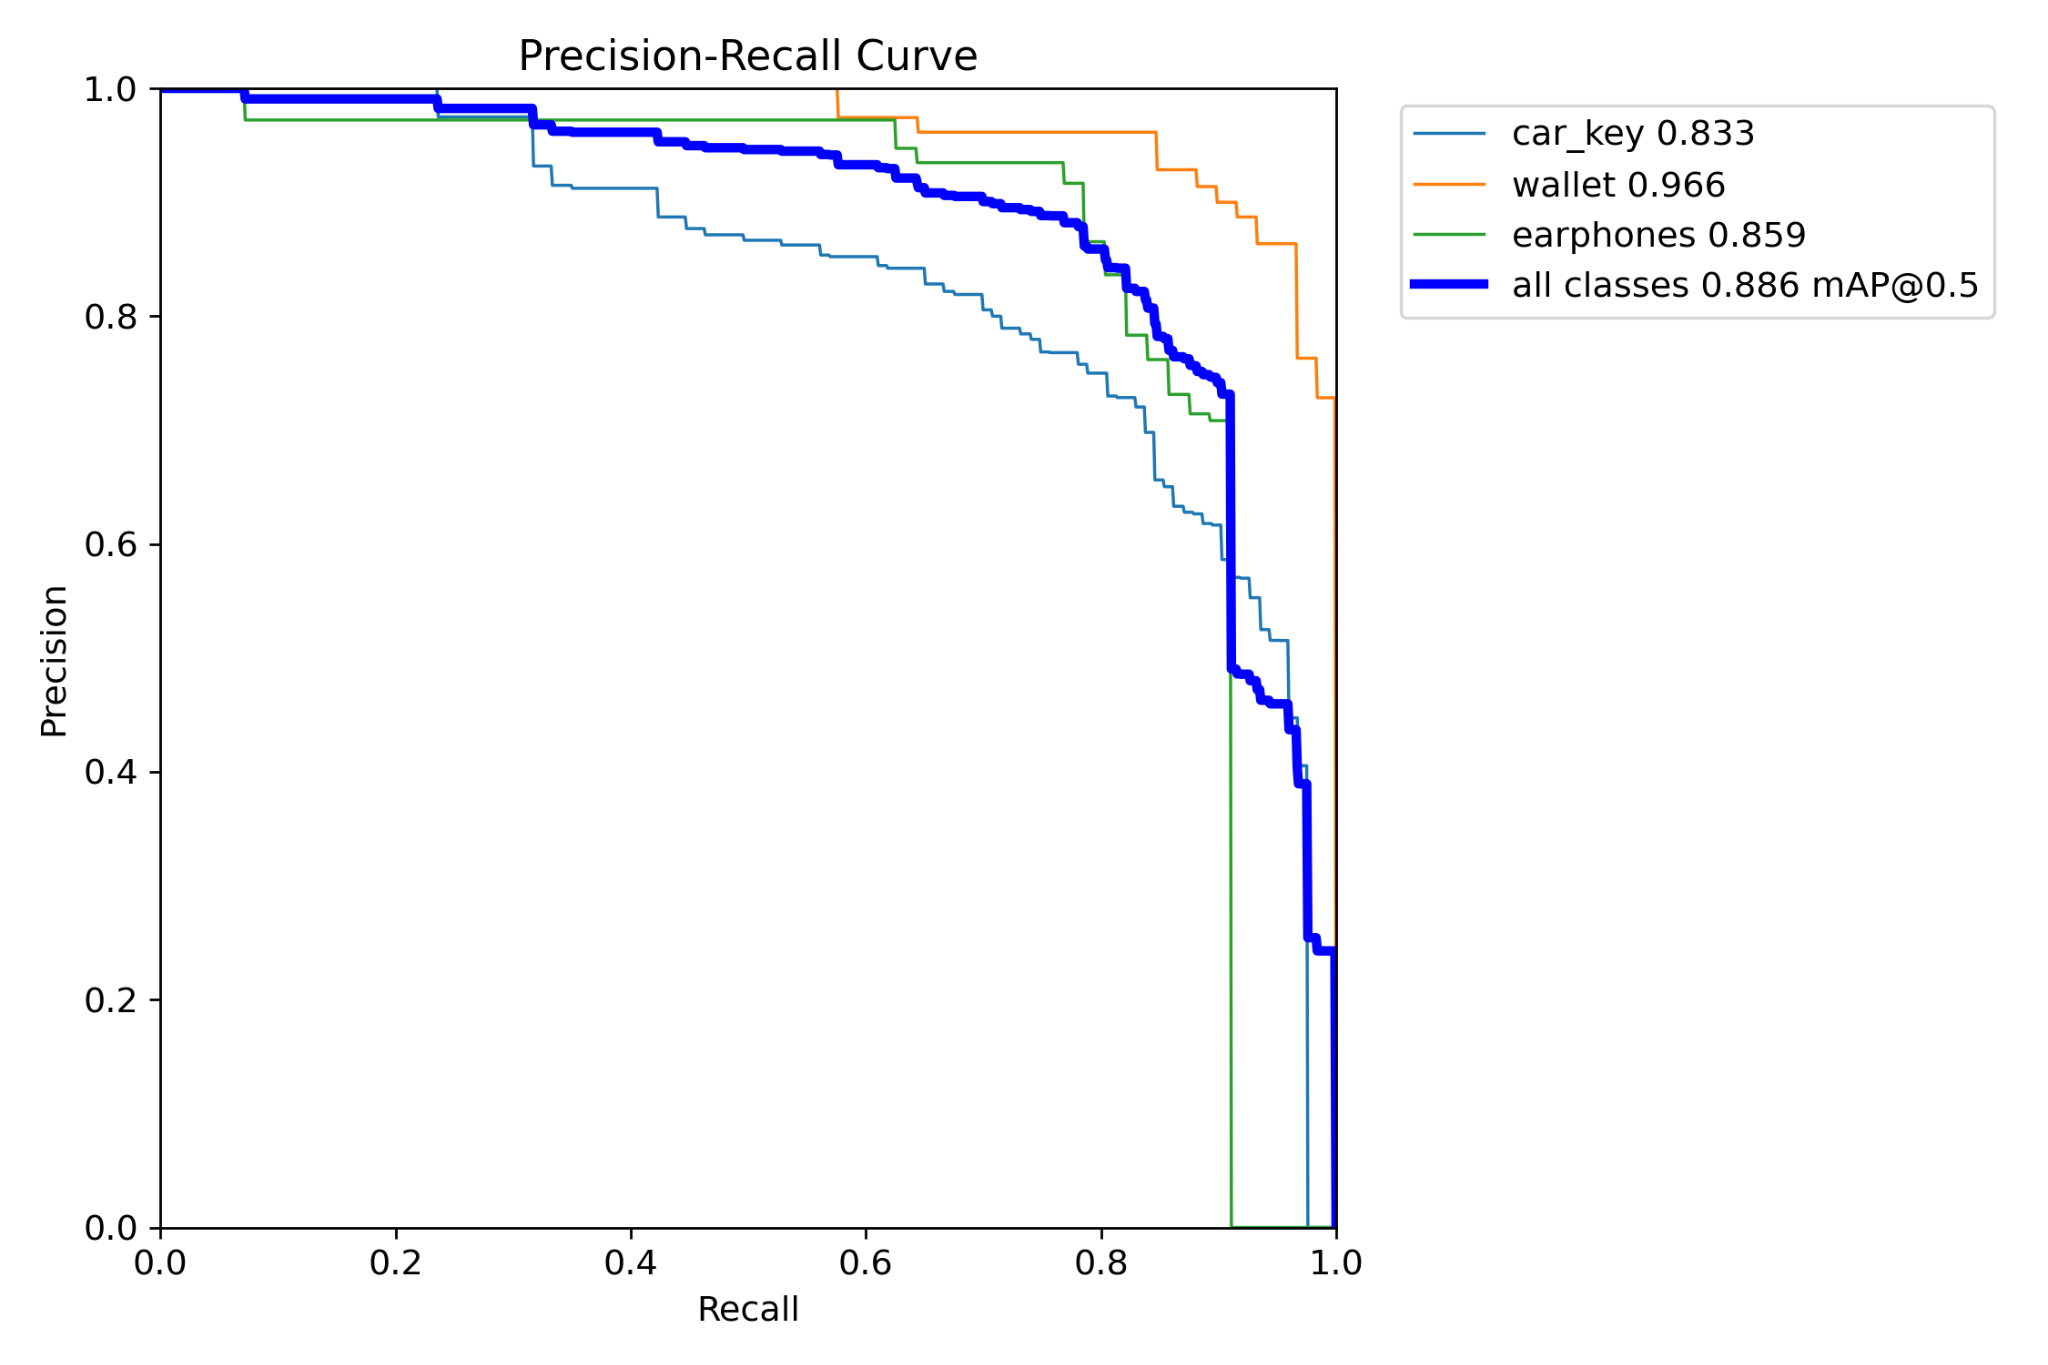 Precision-Recall Curve
1.0
0.8
0.6
0.4
0.2
0.0
Precision
0.0 0.2 0.4 0.6 0.8 1.0
Recall
car_key 0.833
wallet 0.966
earphones 0.859
all classes 0.886 mAP@0.5